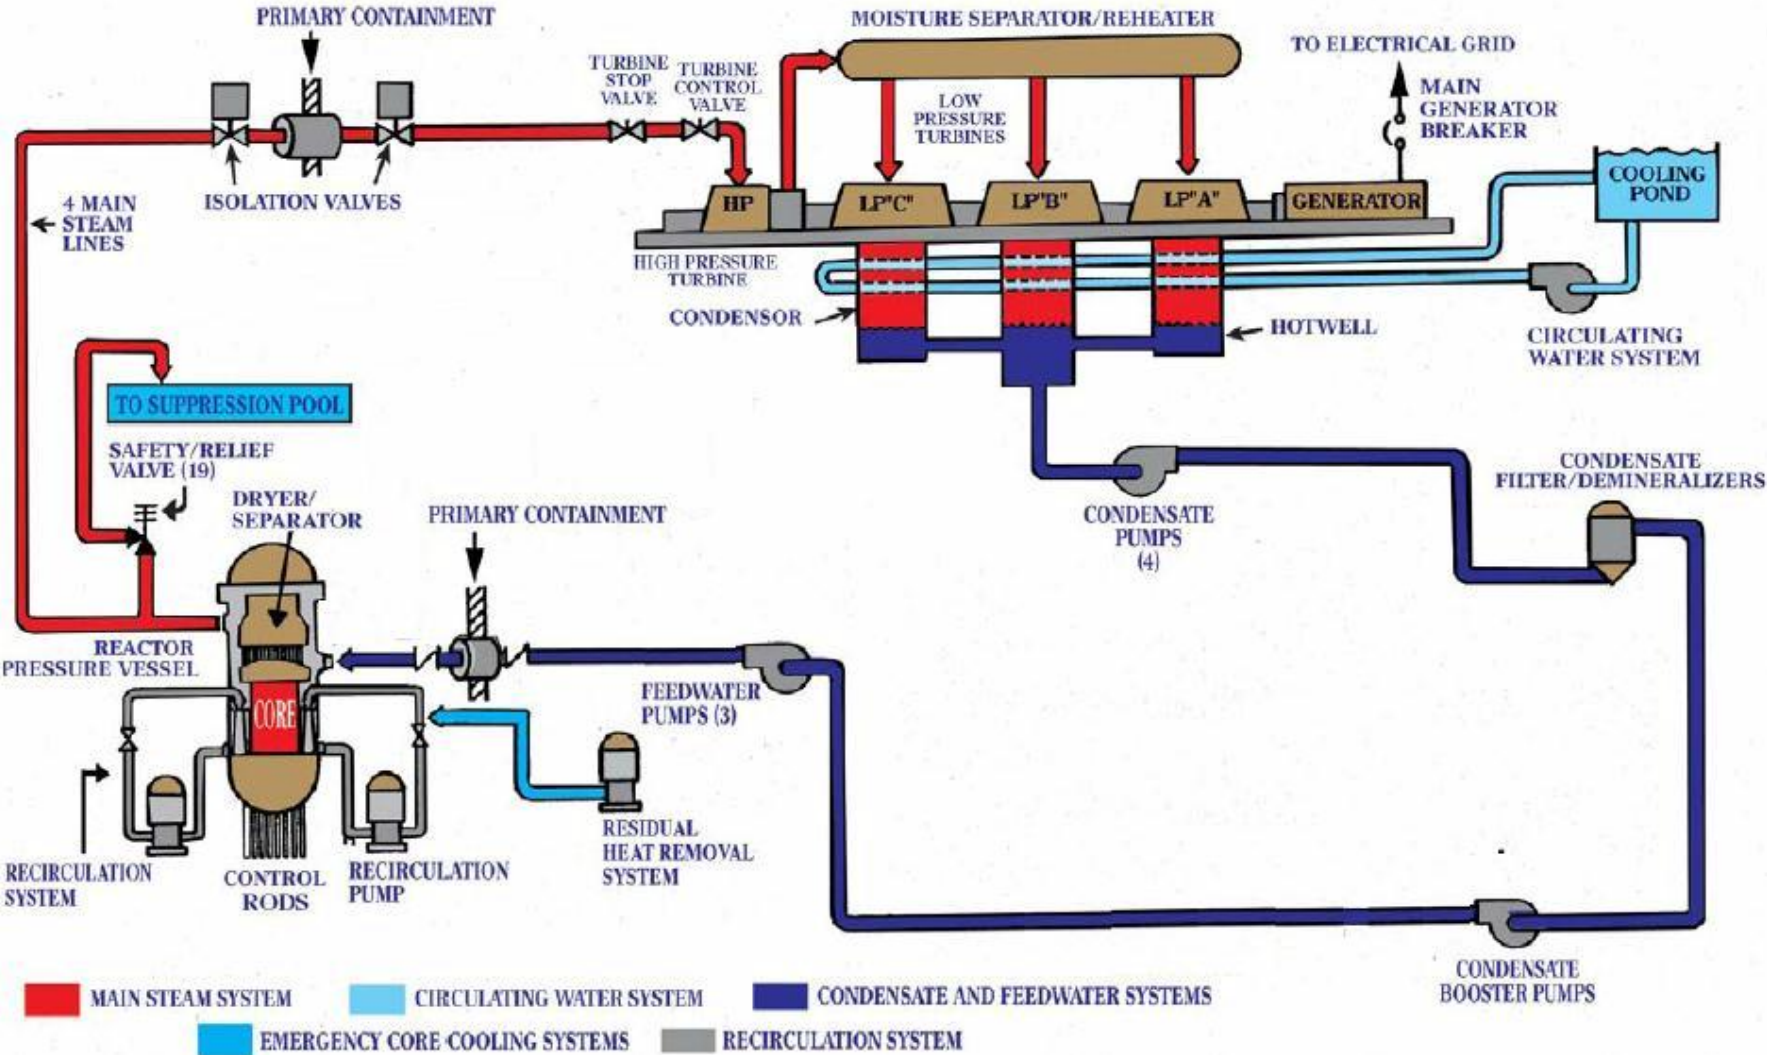 PRIMARY CONTAINMENT
MOISTURE SEPARATOR/REHEATER
TO ELECTRICAL GRID
TURBINE
STOP
VALVE
TURBINE
CONTROL
VALVE
LOW
PRESSURE
TURBINES
MAIN
GENERATOR
BREAKER
4 MAIN
STEAM
LINES
ISOLATION VALVES
HP
LP"C"
LP"B"
LP"A"
GENERATOR
COOLING
POND
HIGH PRESSURE
TURBINE
CONDENSOR
HOTWELL
CIRCULATING
WATER SYSTEM
TO SUPPRESSION POOL
SAFETY/RELIEF
VALVE (19)
DRYER/
SEPARATOR
PRIMARY CONTAINMENT
CONDENSATE
PUMPS
(4)
CONDENSATE
FILTER/DEMINERALIZERS
REACTOR
PRESSURE VESSEL
CORE
FEEDWATER
PUMPS (3)
RECIRCULATION
SYSTEM
CONTROL
RODS
RECIRCULATION
PUMP
RESIDUAL
HEAT REMOVAL
SYSTEM
CONDENSATE
BOOSTER PUMPS
MAIN STEAM SYSTEM
CIRCULATING WATER SYSTEM
CONDENSATE AND FEEDWATER SYSTEMS
EMERGENCY CORE COOLING SYSTEMS
RECIRCULATION SYSTEM